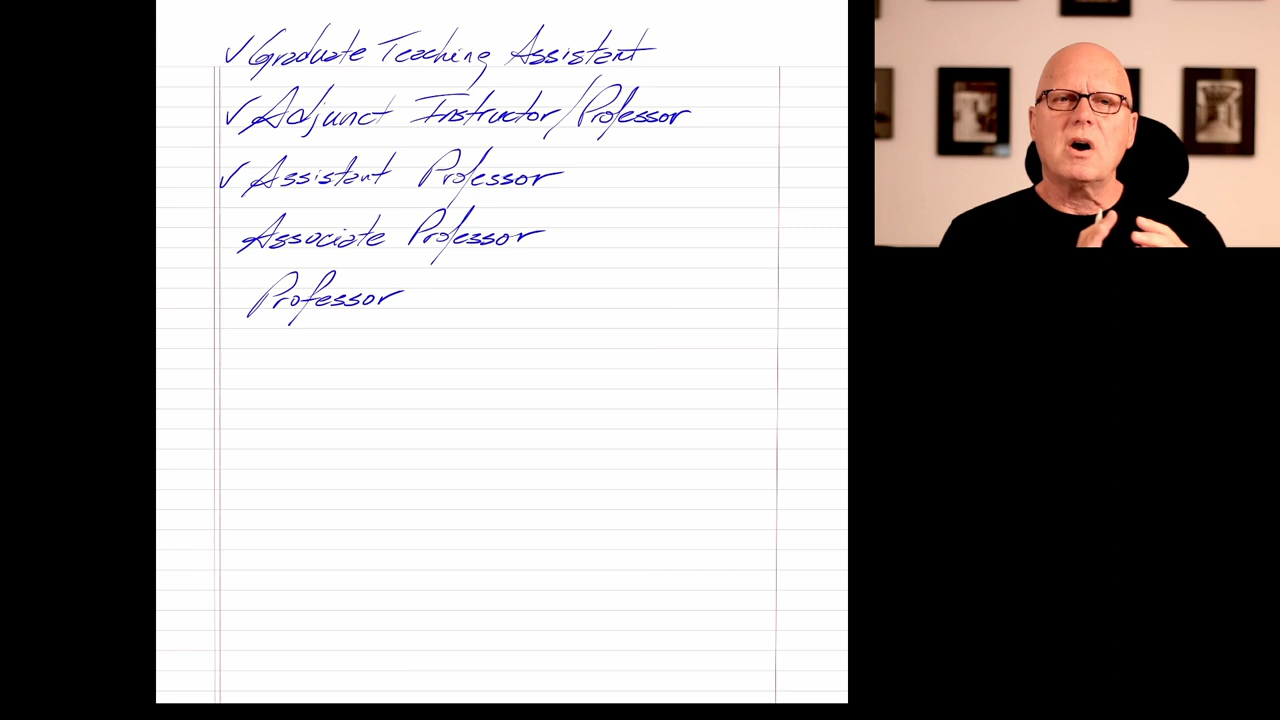 ✓ Graduate Teaching Assistant
✓ Adjunct Instructor/Professor
✓ Assistant Professor
Associate Professor
Professor